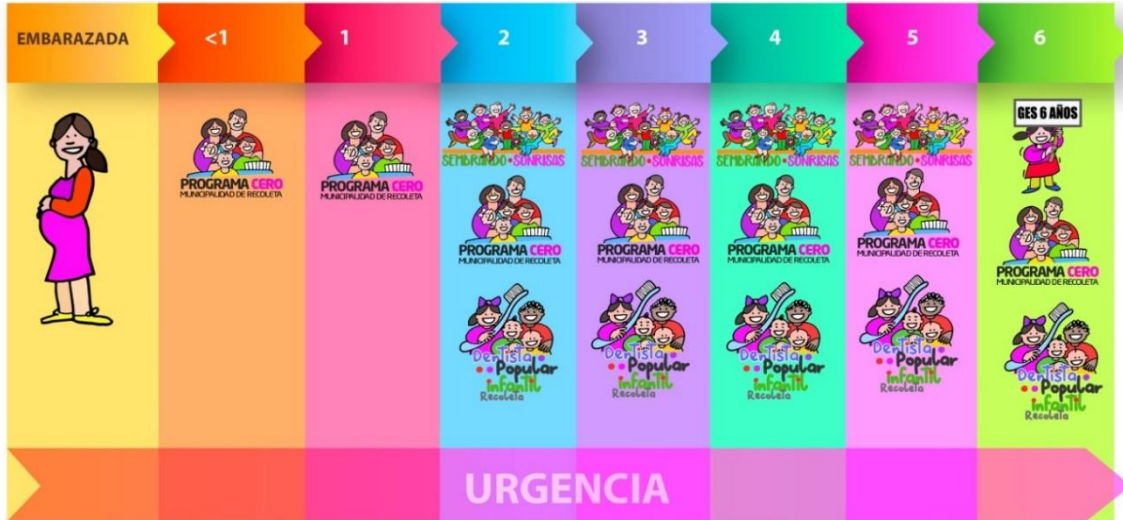 EMBARAZADA
<1
1
2
3
4
5
6
PROGRAMA CERO
MUNICIPALIDAD DE RECOLETA
PROGRAMA CERO
MUNICIPALIDAD DE RECOLETA
SEMBRANDO • SONRISAS
PROGRAMA CERO
MUNICIPALIDAD DE RECOLETA
Dentista
Popular
infantil
Recoleta
SEMBRANDO • SONRISAS
PROGRAMA CERO
MUNICIPALIDAD DE RECOLETA
Dentista
Popular
infantil
Recoleta
SEMBRANDO • SONRISAS
PROGRAMA CERO
MUNICIPALIDAD DE RECOLETA
Dentista
Popular
infantil
Recoleta
SEMBRANDO • SONRISAS
PROGRAMA CERO
MUNICIPALIDAD DE RECOLETA
Dentista
Popular
infantil
Recoleta
GES 6 AÑOS
PROGRAMA CERO
MUNICIPALIDAD DE RECOLETA
Dentista
Popular
infantil
Recoleta
URGENCIA